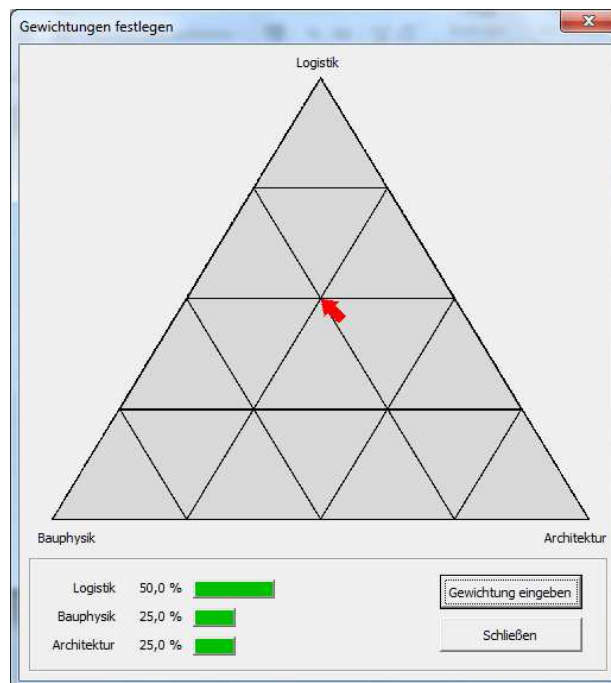 Gewichtungen festlegen
Logistik
Bauphysik
Architektur
Logistik 50,0 %
Bauphysik 25,0 %
Architektur 25,0 %
Gewichtung eingeben
Schließen